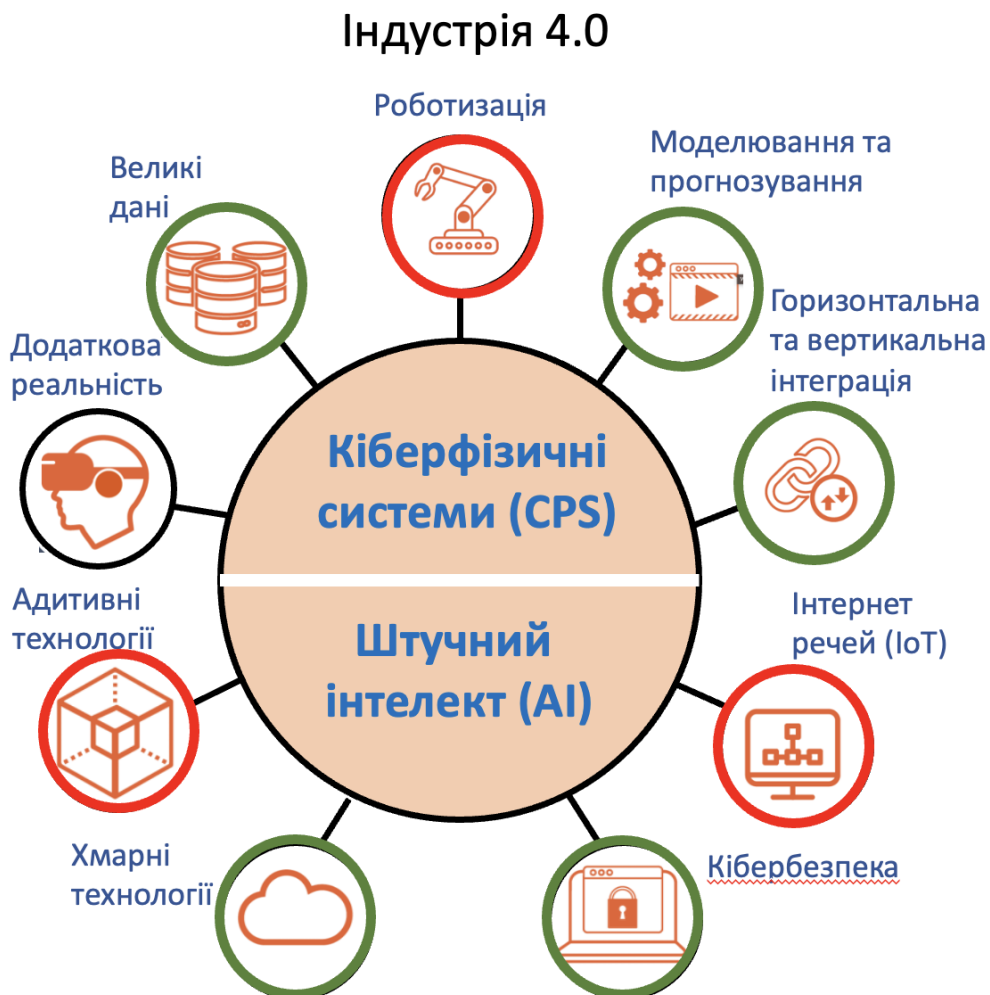 Індустрія 4.0
Роботизація
Моделювання та
прогнозування
Великі
дані
Горизонтальна
та вертикальна
інтеграція
Додаткова
реальність
Кіберфізичні
системи (CPS)
Штучний
інтелект (AI)
Адитивні
технології
Інтернет
речей (IoT)
Хмарні
технології
Кібербезпека